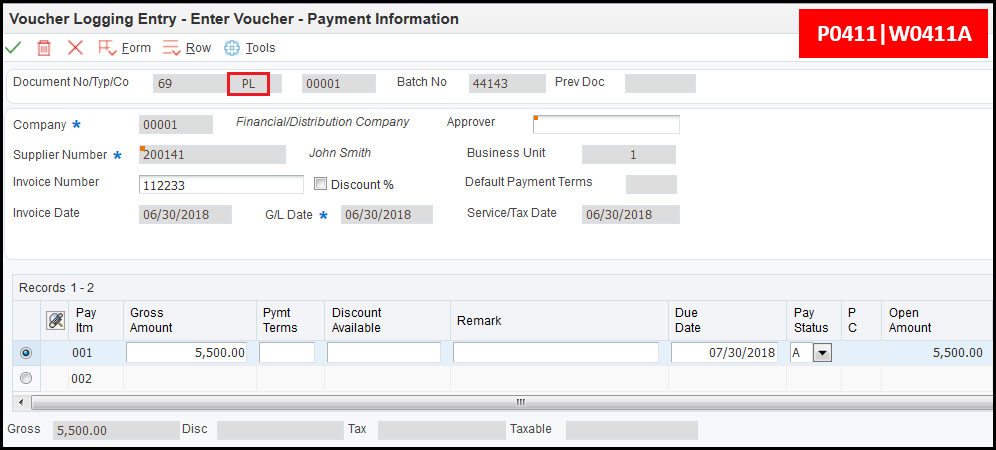 Voucher Logging Entry - Enter Voucher - Payment Information
P0411|W0411A
Form Row Tools
Document No/Typ/Co 69 PL 00001 Batch No 44143 Prev Doc
Company * 00001 Financial/Distribution Company Approver
Supplier Number * 200141 John Smith Business Unit 1
Invoice Number 112233 Discount % Default Payment Terms
Invoice Date 06/30/2018 G/L Date * 06/30/2018 Service/Tax Date 06/30/2018
Records 1 - 2
Pay Itm Gross Amount Pymt Terms Discount Available Remark Due Date Pay Status P C Open Amount
001 5,500.00 07/30/2018 A 5,500.00
002
Gross 5,500.00 Disc Tax Taxable